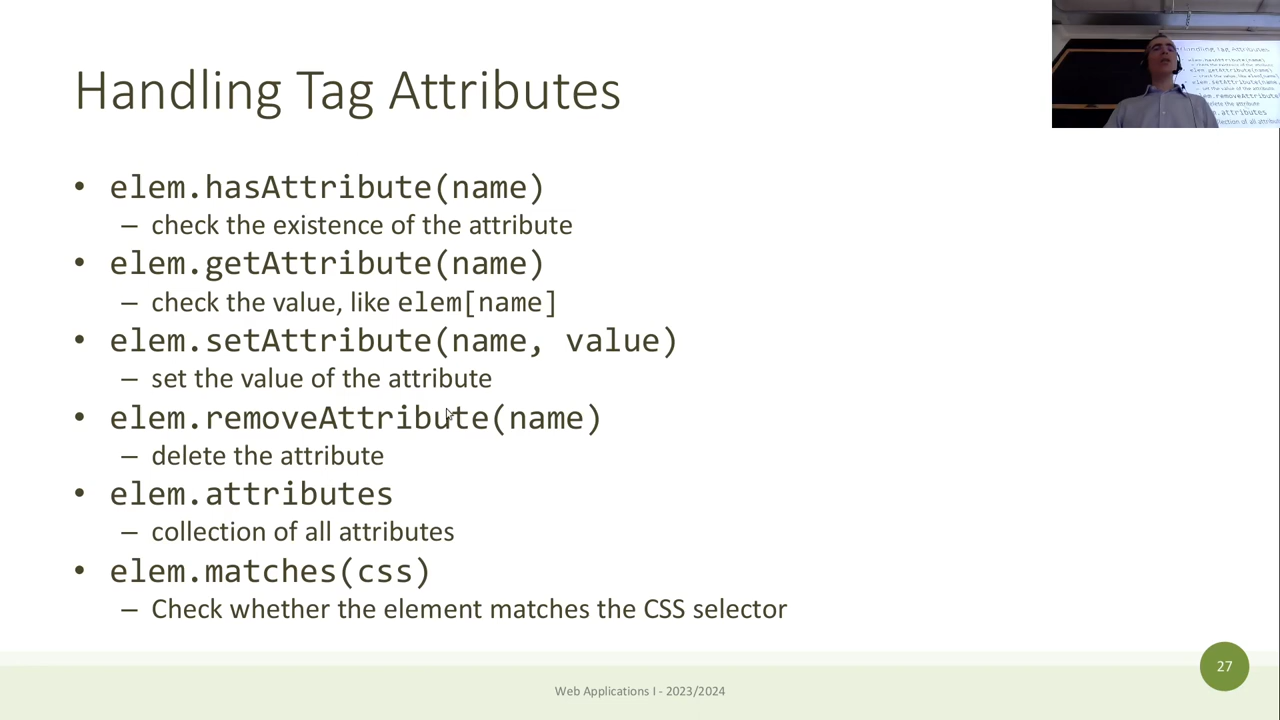 Handling Tag Attributes
• elem.hasAttribute(name)
– check the existence of the attribute
• elem.getAttribute(name)
– check the value, like elem[name]
• elem.setAttribute(name, value)
– set the value of the attribute
• elem.removeAttribute(name)
– delete the attribute
• elem.attributes
– collection of all attributes
• elem.matches(css)
– Check whether the element matches the CSS selector
27
Web Applications I - 2023/2024